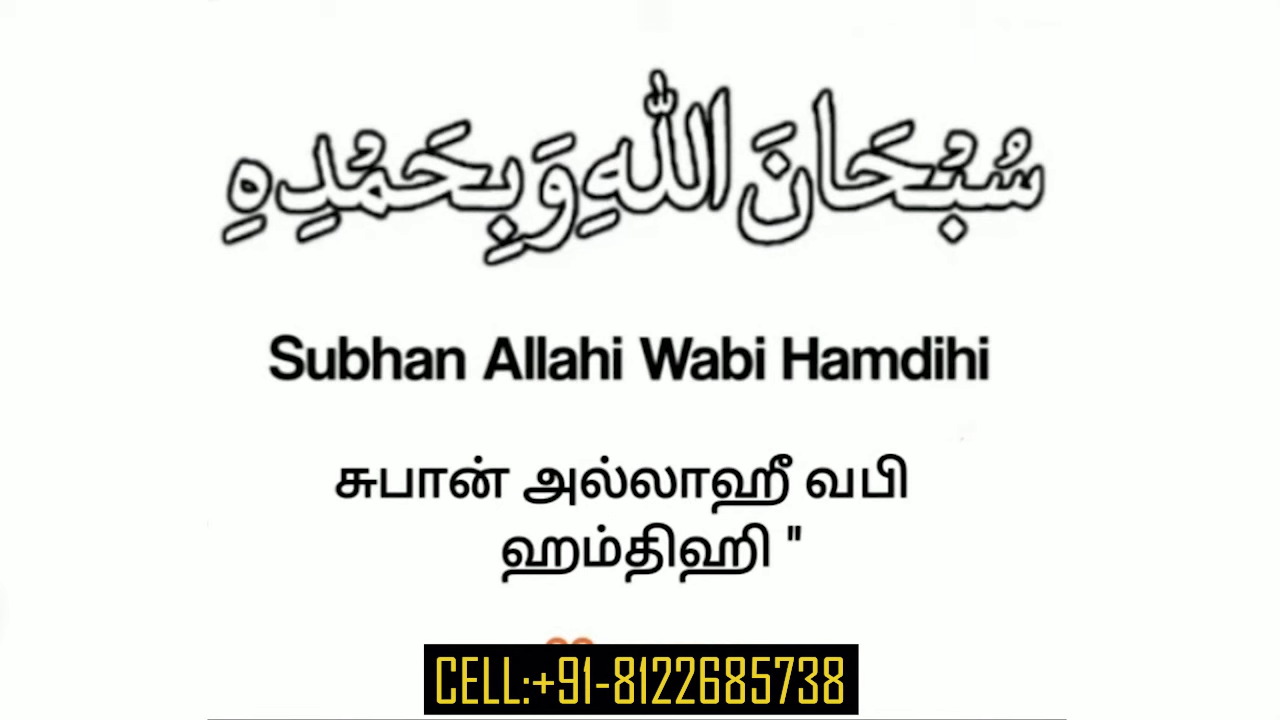 سُبْحَانَ اللّٰهِ وَبِحَمْدِهِ
Subhan Allahi Wabi Hamdihi
சுபான் அல்லாஹீ வபி
ஹம்திஹி "
CELL:+91-8122685738